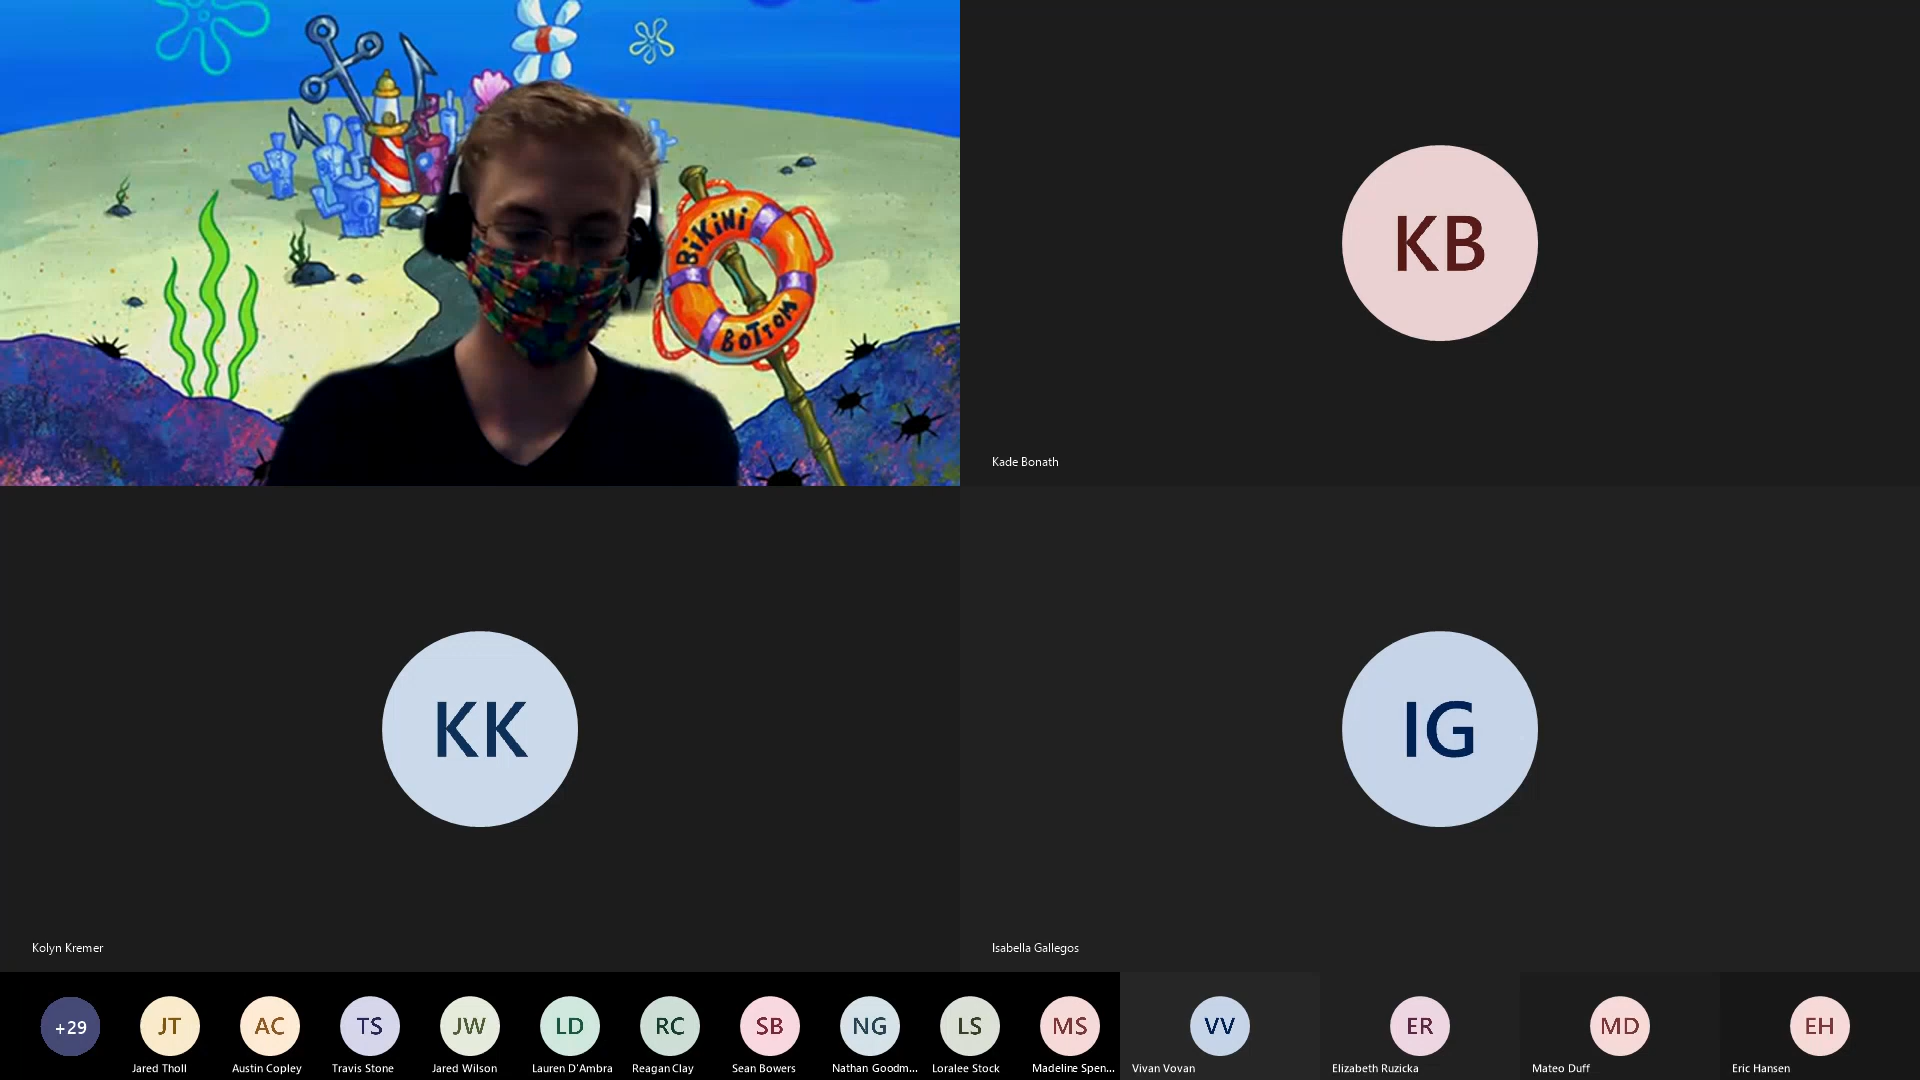 BIKINI
BOTTOM
KB
Kade Bonath
KK
IG
Kolyn Kremer
Isabella Gallegos
+29
JT
AC
TS
JW
LD
RC
SB
NG
LS
MS
VV
ER
MD
EH
Jared Tholl
Austin Copley
Travis Stone
Jared Wilson
Lauren D'Ambra
Reagan Clay
Sean Bowers
Nathan Goodm...
Loralee Stock
Madeline Spen...
Vivan Vovan
Elizabeth Ruzicka
Mateo Duff
Eric Hansen